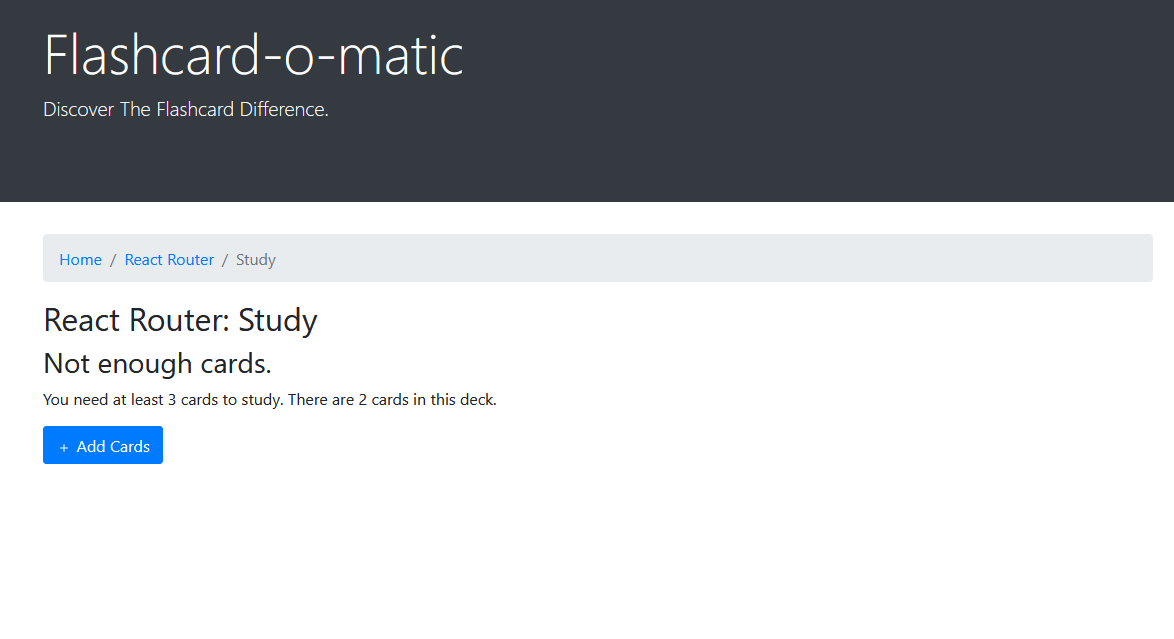 Flashcard-o-matic
Discover The Flashcard Difference.
Home / React Router / Study
React Router: Study
Not enough cards.
You need at least 3 cards to study. There are 2 cards in this deck.
+ Add Cards